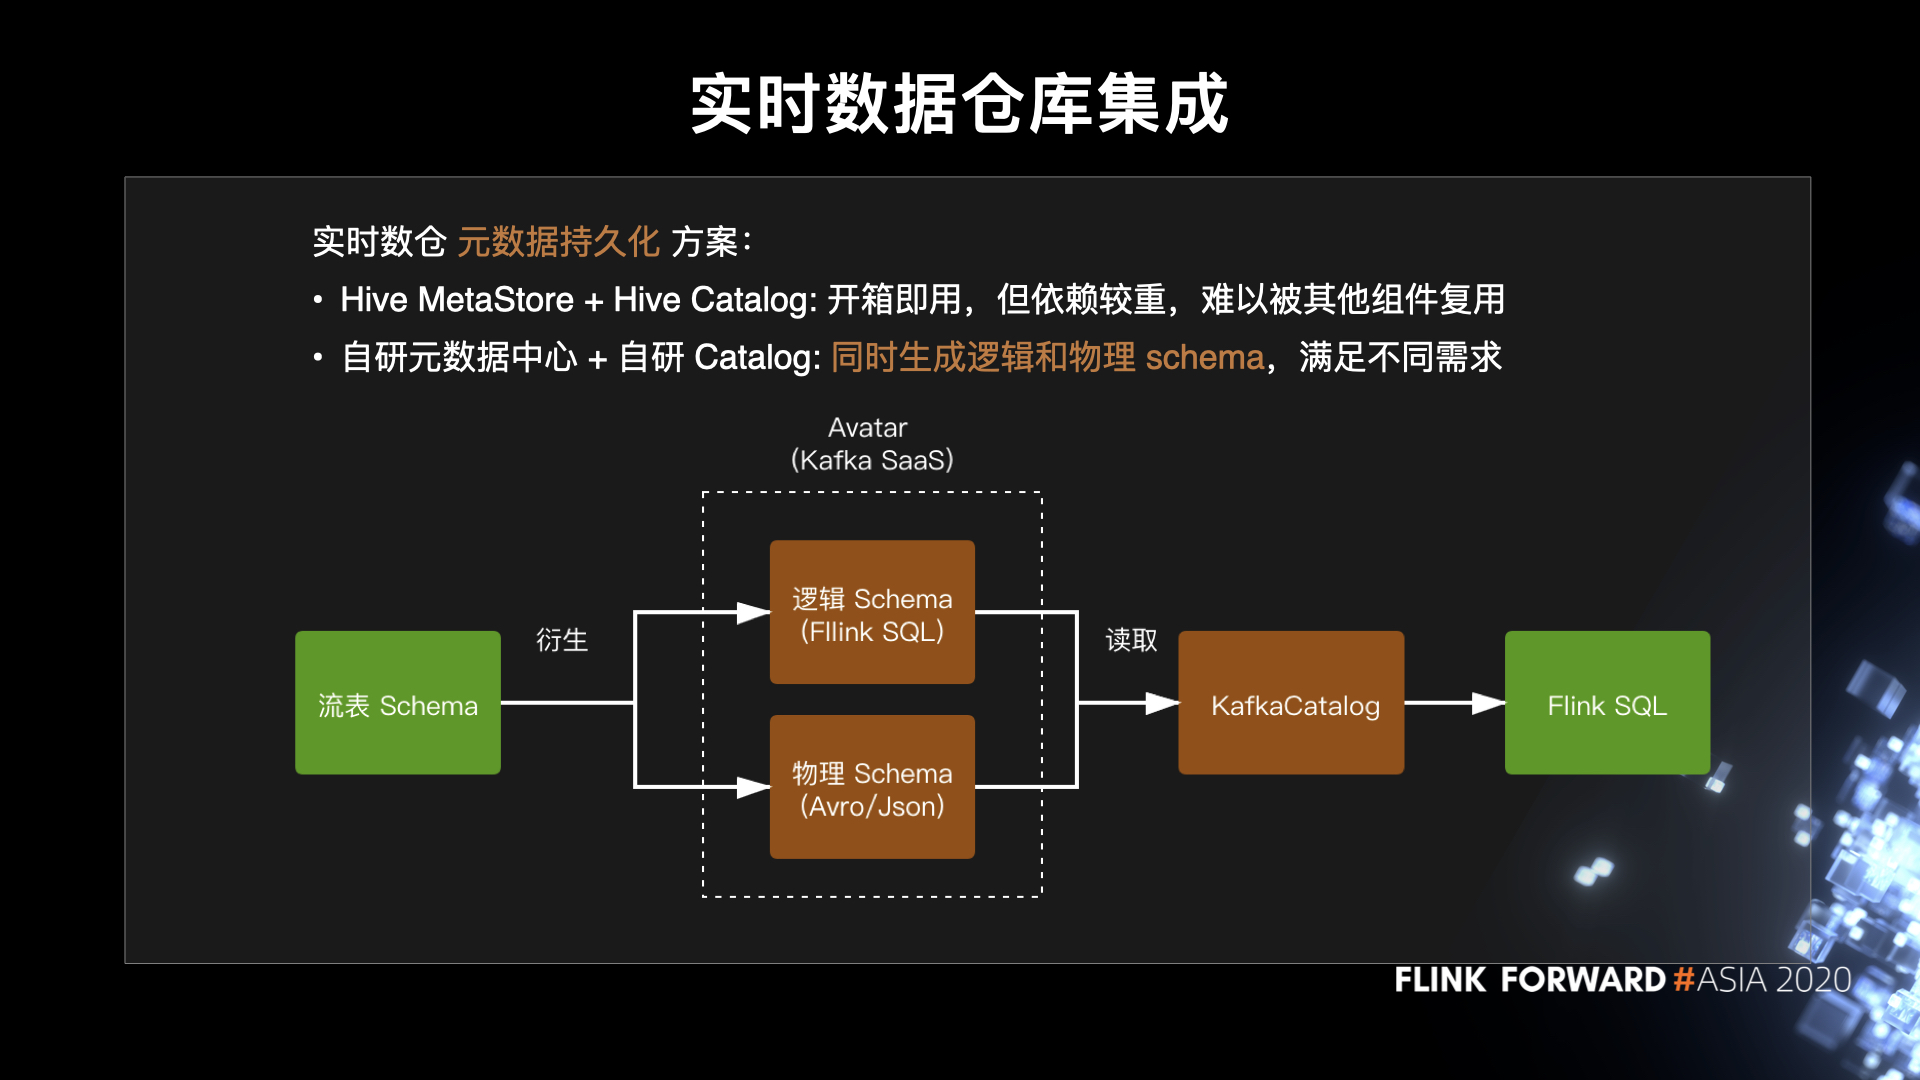 实时数据仓库集成
实时数仓 元数据持久化 方案：
• Hive MetaStore + Hive Catalog: 开箱即用，但依赖较重，难以被其他组件复用
• 自研元数据中心 + 自研 Catalog: 同时生成逻辑和物理 schema，满足不同需求
Avatar
(Kafka SaaS)
逻辑 Schema
(Fllink SQL)
衍生
读取
流表 Schema
KafkaCatalog
Flink SQL
物理 Schema
(Avro/Json)
FLINK FORWARD #ASIA 2020